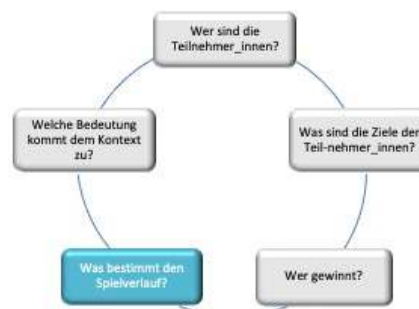 Wer sind die
Teilnehmer_innen?
Was sind die Ziele der
Teil-nehmer_innen?
Wer gewinnt?
Was bestimmt den
Spielverlauf?
Welche Bedeutung
kommt dem Kontext
zu?